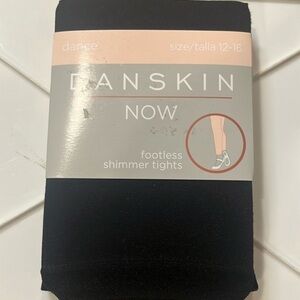 dance size/talla 12-16
DANSKIN
NOW
footless
shimmer tights